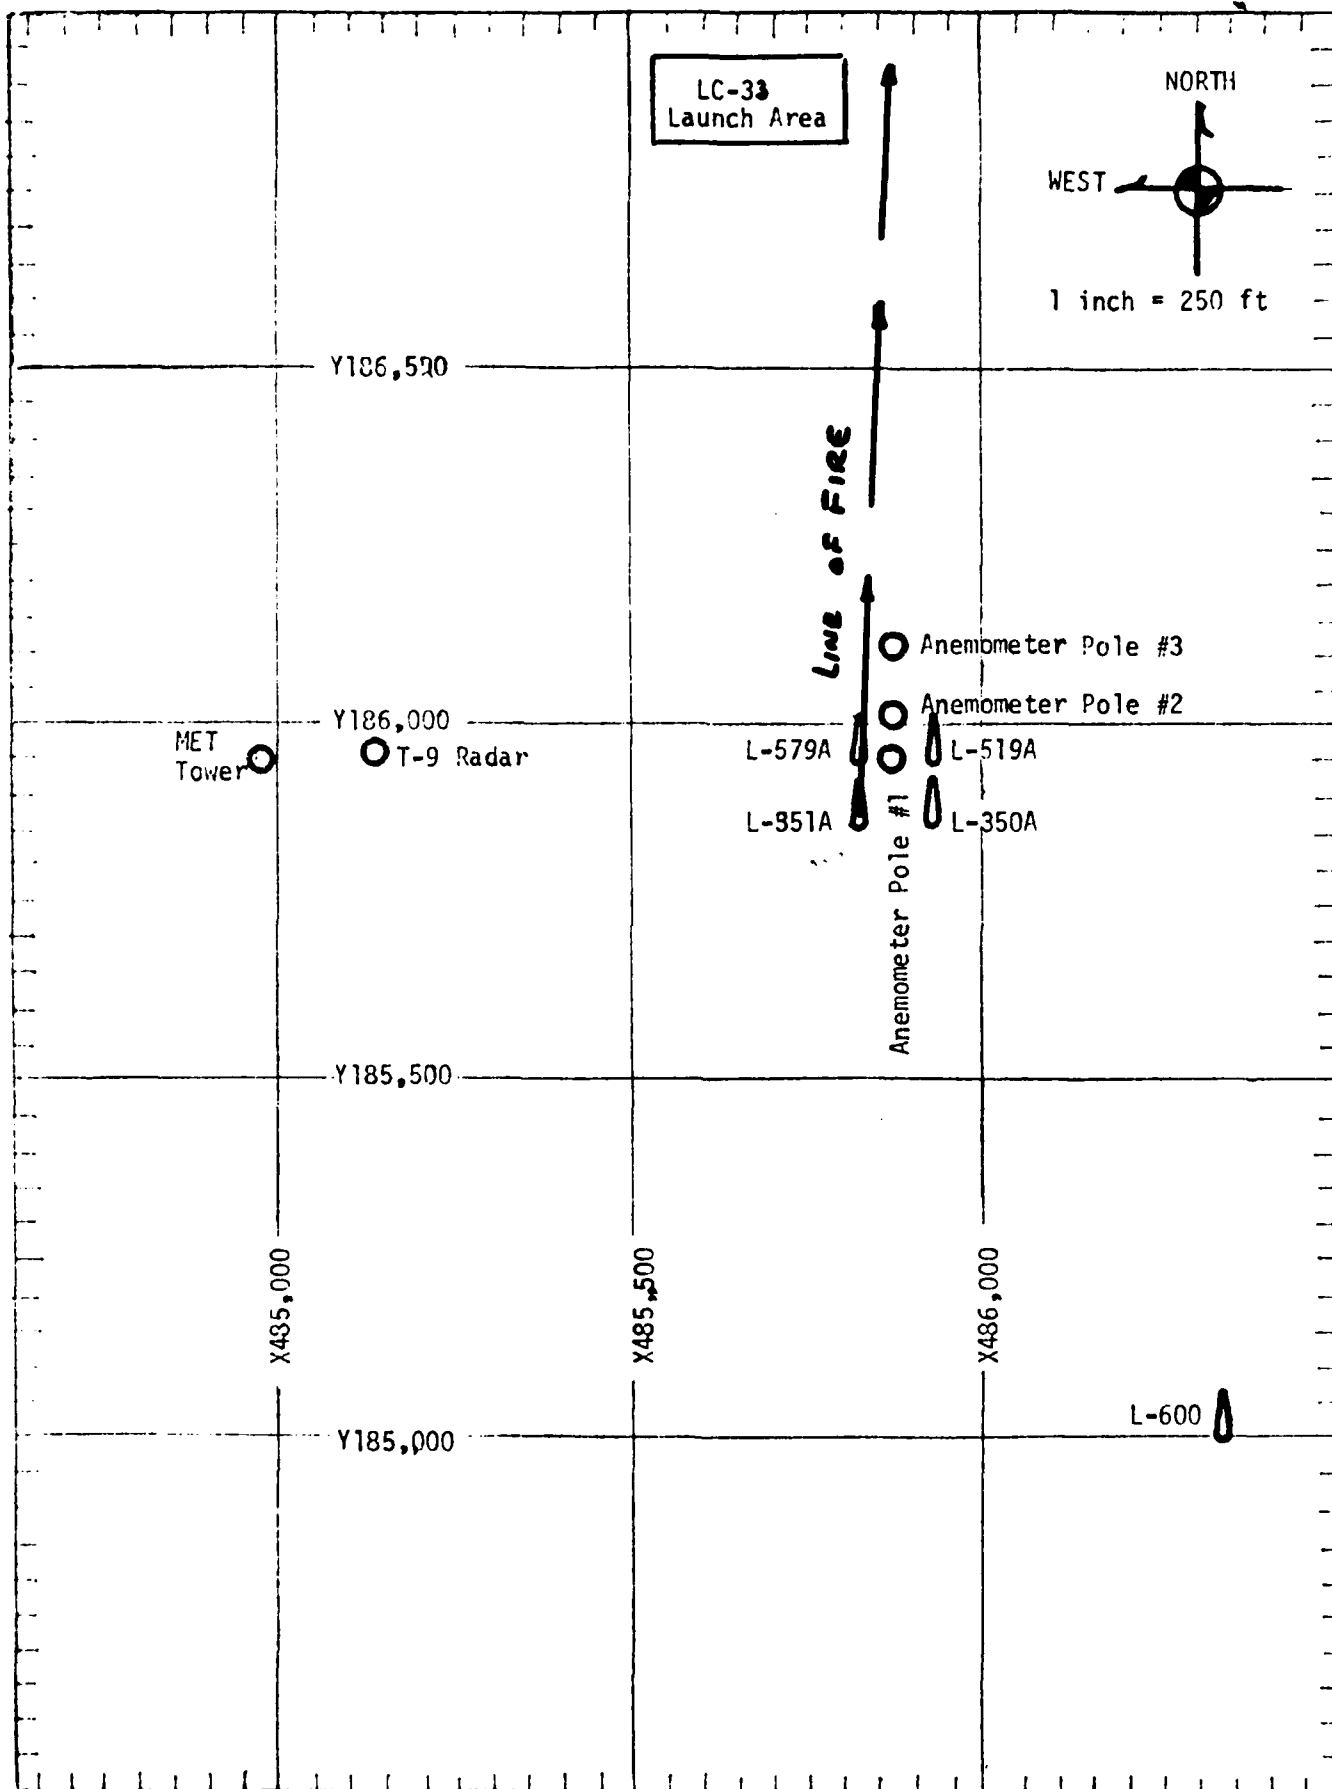 LC-33
Launch Area
NORTH
WEST
1 inch = 250 ft
Y186,500
LINE OF FIRE
Anemometer Pole #3
Y186,000
Anemometer Pole #2
MET
Tower
T-9 Radar
L-579A
L-519A
L-351A
L-350A
Anemometer Pole #1
Y185,500
X485,000
X485,500
X486,000
L-600
Y185,000